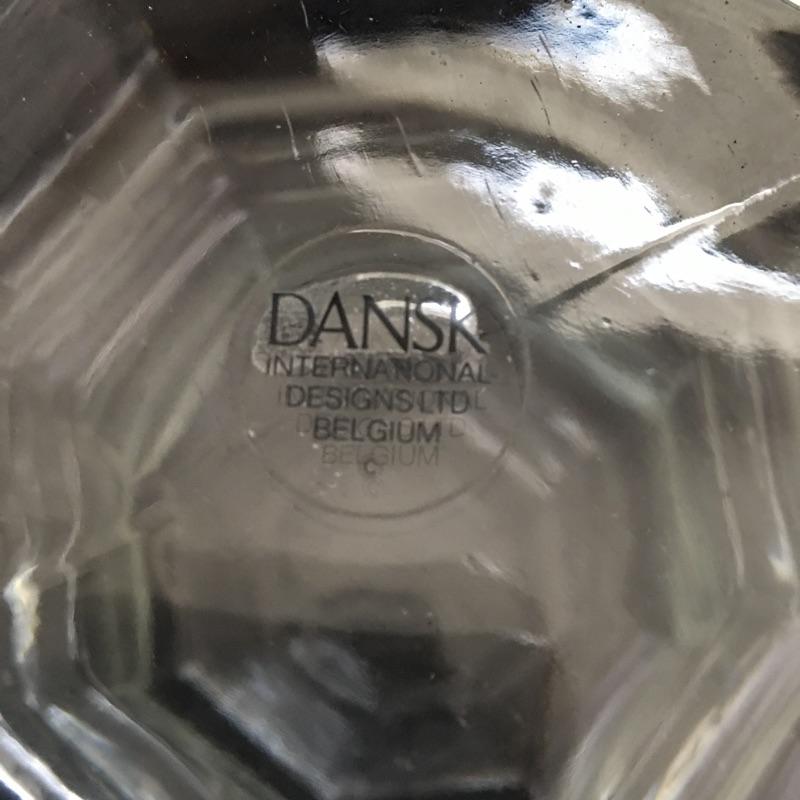 DANSK
INTERNATIONAL
DESIGNS LTD
BELGIUM
C